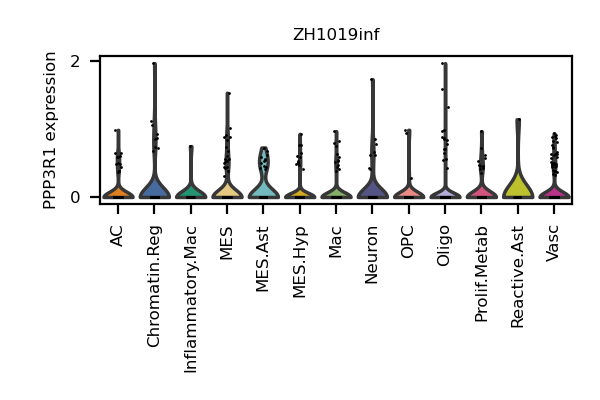 ZH1019inf
PPP3R1 expression
2
0
AC
Chromatin.Reg
Inflammatory.Mac
MES
MES.Ast
MES.Hyp
Mac
Neuron
OPC
Oligo
Prolif.Metab
Reactive.Ast
Vasc